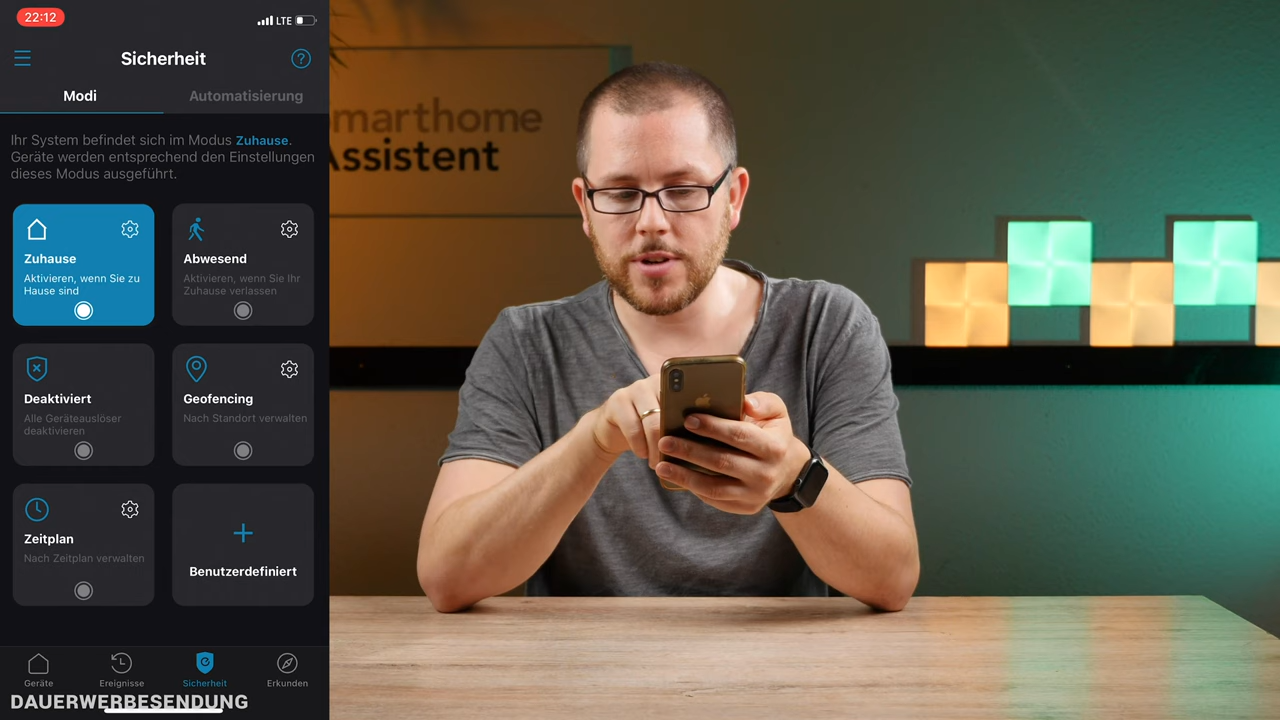 22:12
LTE
Sicherheit
?
Modi
Automatisierung
Ihr System befindet sich im Modus Zuhause.
Geräte werden entsprechend den Einstellungen
dieses Modus ausgeführt.
Zuhause
Aktivieren, wenn Sie zu
Hause sind
Abwesend
Aktivieren, wenn Sie Ihr
Zuhause verlassen
Deaktiviert
Alle Geräteauslöser
deaktivieren
Geofencing
Nach Standort verwalten
Zeitplan
Nach Zeitplan verwalten
Benutzerdefiniert
Geräte
Ereignisse
Sicherheit
Erkunden
DAUERWERBESENDUNG
marthome
Assistent